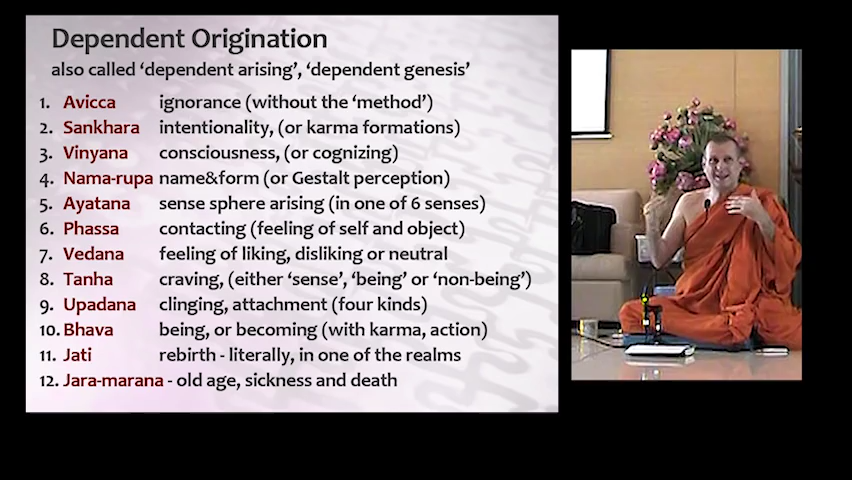 Dependent Origination
also called ‘dependent arising’, ‘dependent genesis’
1. Avicca ignorance (without the ‘method’)
2. Sankhara intentionality, (or karma formations)
3. Vinyana consciousness, (or cognizing)
4. Nama-rupa name&form (or Gestalt perception)
5. Ayatana sense sphere arising (in one of 6 senses)
6. Phassa contacting (feeling of self and object)
7. Vedana feeling of liking, disliking or neutral
8. Tanha craving, (either ‘sense’, ‘being’ or ‘non-being’)
9. Upadana clinging, attachment (four kinds)
10. Bhava being, or becoming (with karma, action)
11. Jati rebirth - literally, in one of the realms
12. Jara-marana - old age, sickness and death